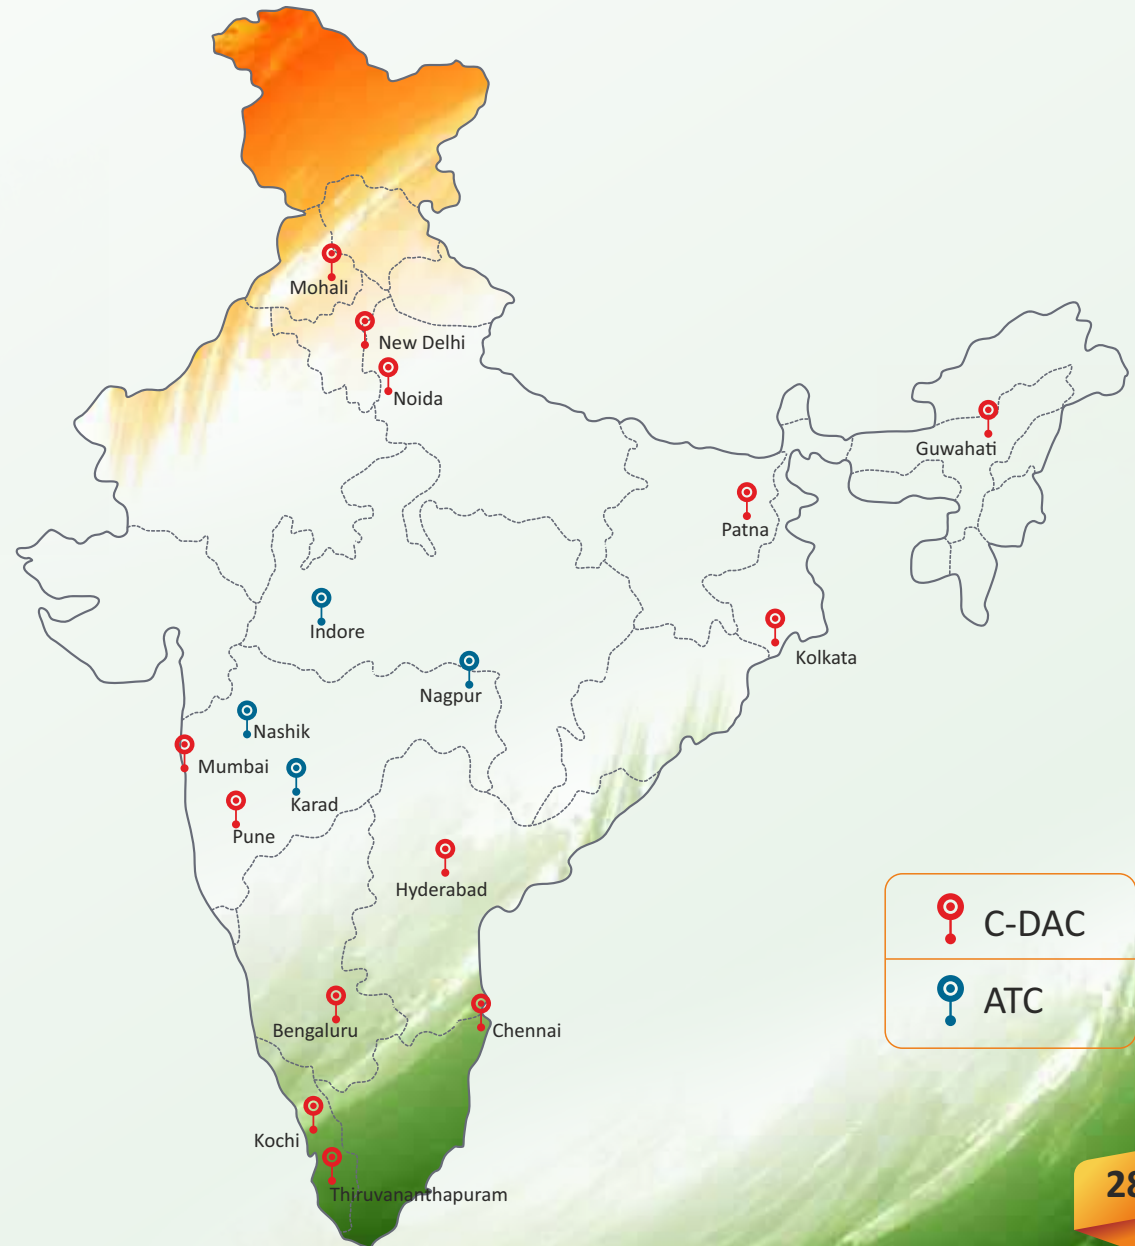 Mohali
New Delhi
Noida
Guwahati
Patna
Indore
Kolkata
Nagpur
Nashik
Mumbai
Karad
Pune
Hyderabad
C-DAC
ATC
Bengaluru
Chennai
Kochi
Thiruvananthapuram
28